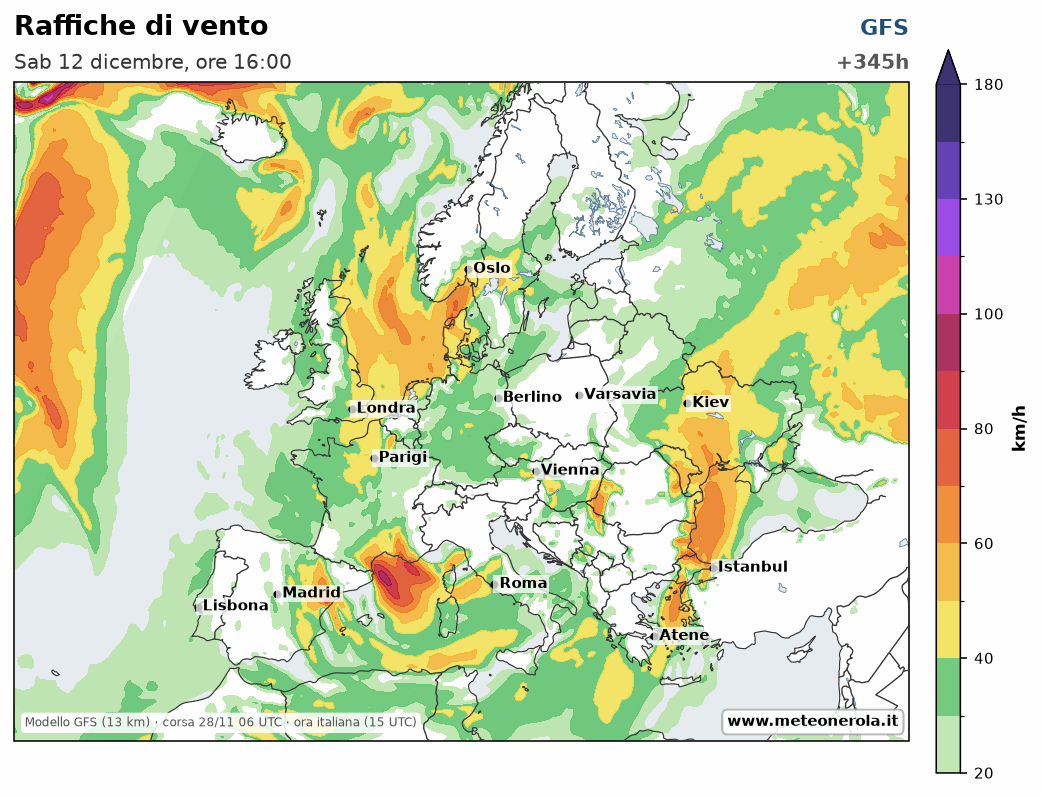 Raffiche di vento
GFS
Sab 12 dicembre, ore 16:00
+345h
180
130
100
80
60
40
20
km/h
Oslo
Londra
Berlino
Varsavia
Kiev
Parigi
Vienna
Istanbul
Roma
Madrid
Lisbona
Atene
Modello GFS (13 km) · corsa 28/11 06 UTC · ora italiana (15 UTC)
www.meteonerola.it